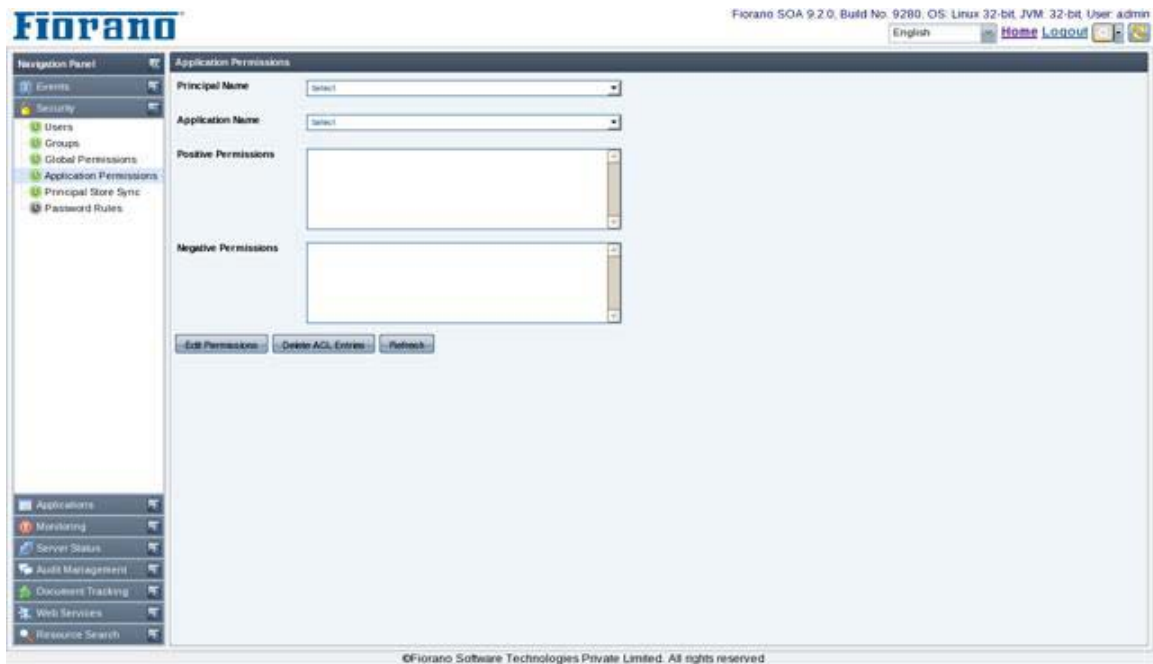 Fiorano
Fiorano SOA 9.2.0, Build No. 9280, OS: Linux 32-bit, JVM: 32-bit, User: admin
English
Home Logout
Navigation Panel
Events
Security
Users
Groups
Global Permissions
Application Permissions
Principal Store Sync
Password Rules
Applications
Monitoring
Server Status
Audit Management
Document Tracking
Web Services
Resource Search
Application Permissions
Principal Name
Select
Application Name
Select
Positive Permissions
Negative Permissions
Edit Permissions Delete ACL Entries Refresh
©Fiorano Software Technologies Private Limited. All rights reserved